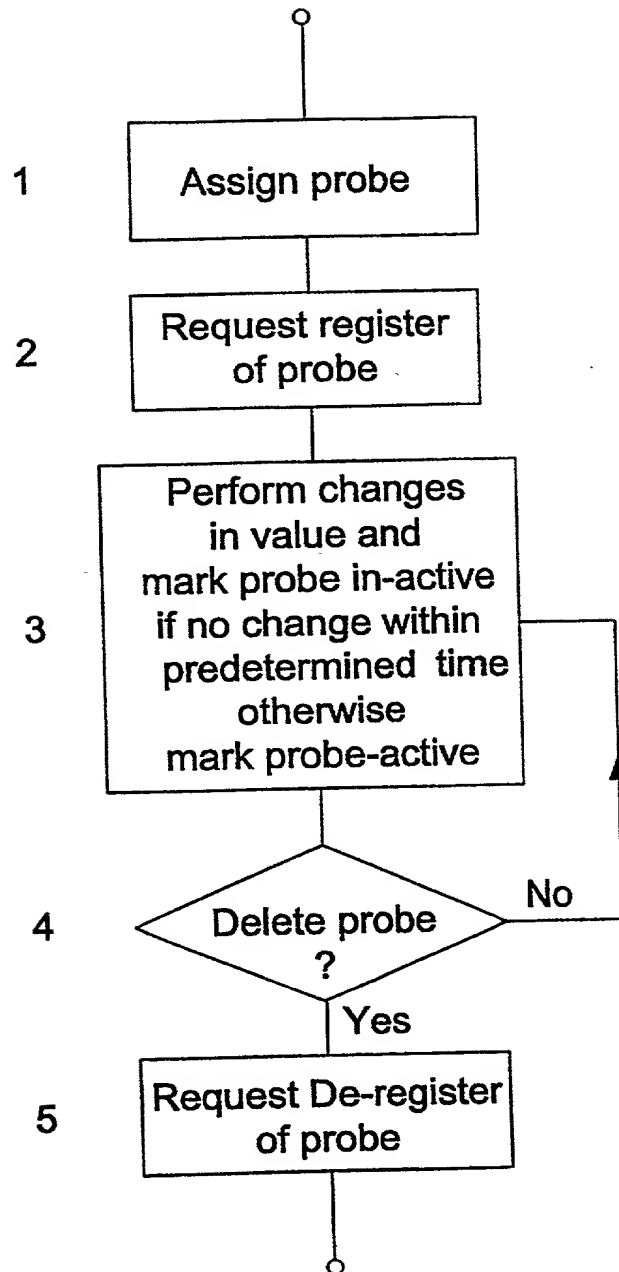 1
Assign probe
2
Request register
of probe
3
Perform changes
in value and
mark probe in-active
if no change within
predetermined time
otherwise
mark probe-active
4
Delete probe
?
No
Yes
5
Request De-register
of probe